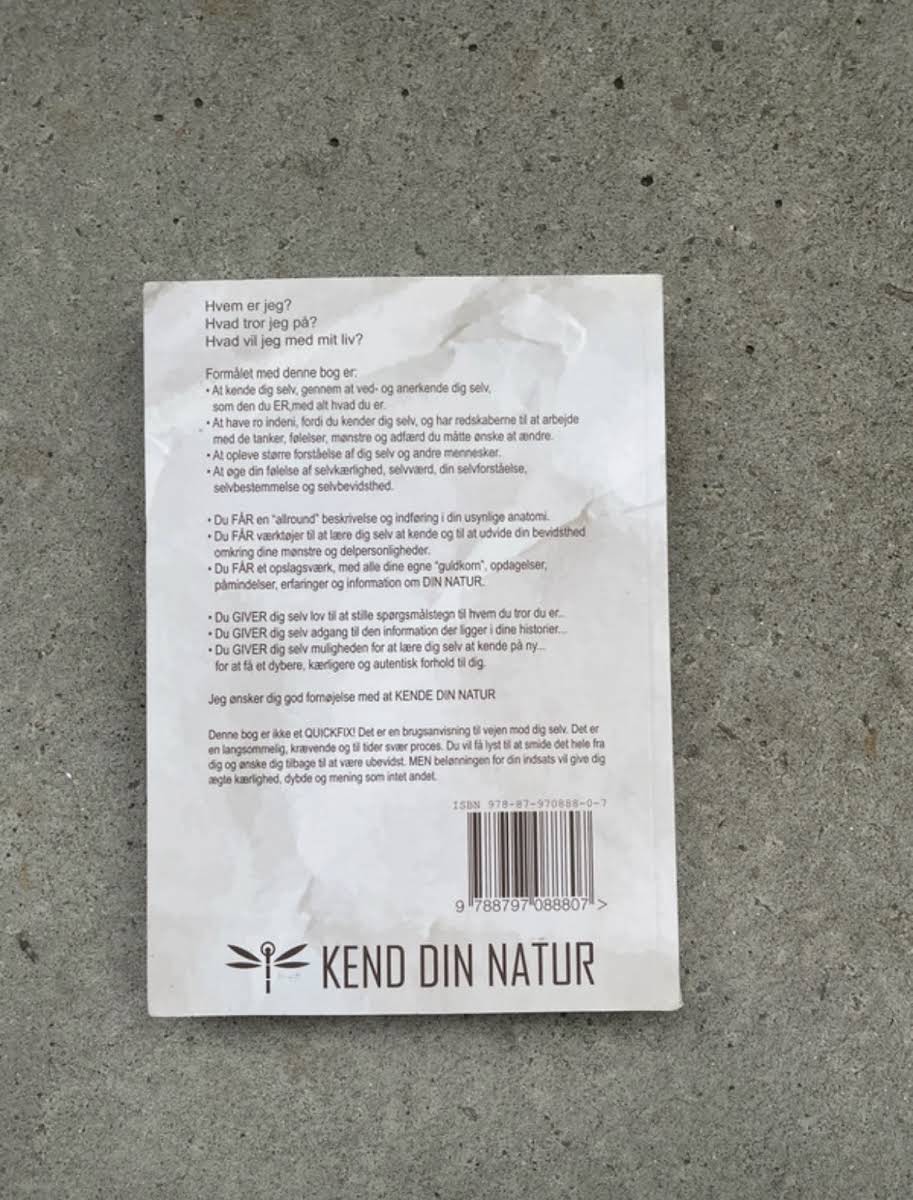 Hvem er jeg?
Hvad tror jeg på?
Hvad vil jeg med mit liv?
Formålet med denne bog er:
• At kende dig selv, gennem at ved- og anerkende dig selv,
som den du ER,med alt hvad du er.
• At have ro indeni, fordi du kender dig selv, og har redskaberne til at arbejde
med de tanker, følelser, mønstre og adfærd du måtte ønske at ændre.
• At opleve større forståelse af dig selv og andre mennesker.
• At øge din følelse af selvkærlighed, selvværd, din selvforståelse,
selvbestemmelse og selvbevidsthed.
• Du FÅR en "allround" beskrivelse og indføring i din usynlige anatomi.
• Du FÅR værktøjer til at lære dig selv at kende og til at udvide din bevidsthed
omkring dine mønstre og delpersonligheder.
• Du FÅR et opslagsværk, med alle dine egne "guldkorn", opdagelser,
påmindelser, erfaringer og information om DIN NATUR.
• Du GIVER dig selv lov til at stille spørgsmålstegn til hvem du tror du er...
• Du GIVER dig selv adgang til den information der ligger i dine historier...
• Du GIVER dig selv muligheden for at lære dig selv at kende på ny...
for at få et dybere, kærligere og autentisk forhold til dig.
Jeg ønsker dig god fornøjelse med at KENDE DIN NATUR
Denne bog er ikke et QUICKFIX! Det er en brugsanvisning til vejen mod dig selv. Det er
en langsommelig, krævende og til tider svær proces. Du vil få lyst til at smide det hele fra
dig og ønske dig tilbage til at være ubevidst. MEN belønningen for din indsats vil give dig
ægte kærlighed, dybde og mening som intet andet.
ISBN 978-87-970888-0-7
9 788797 088807 >
KEND DIN NATUR